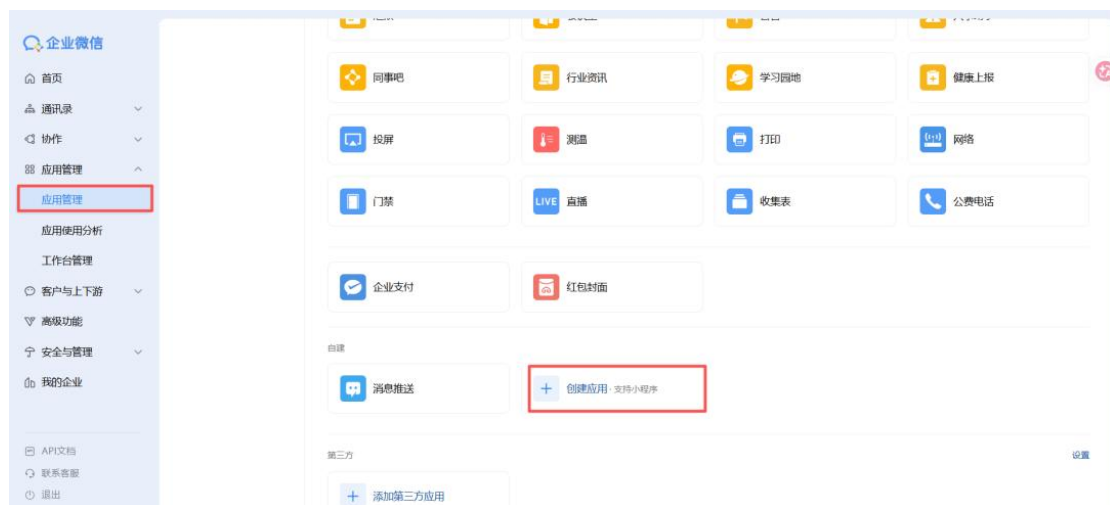 企业微信
首页
通讯录
协作
应用管理
应用管理
应用使用分析
工作台管理
客户与上下游
高级功能
安全与管理
我的企业
API文档
联系客服
退出
同事吧
行业资讯
学习园地
健康上报
投屏
测温
打印
网络
门禁
LIVE 直播
收集表
公费电话
企业支付
红包封面
自建
消息推送
创建应用 · 支持小程序
第三方
设置
添加第三方应用